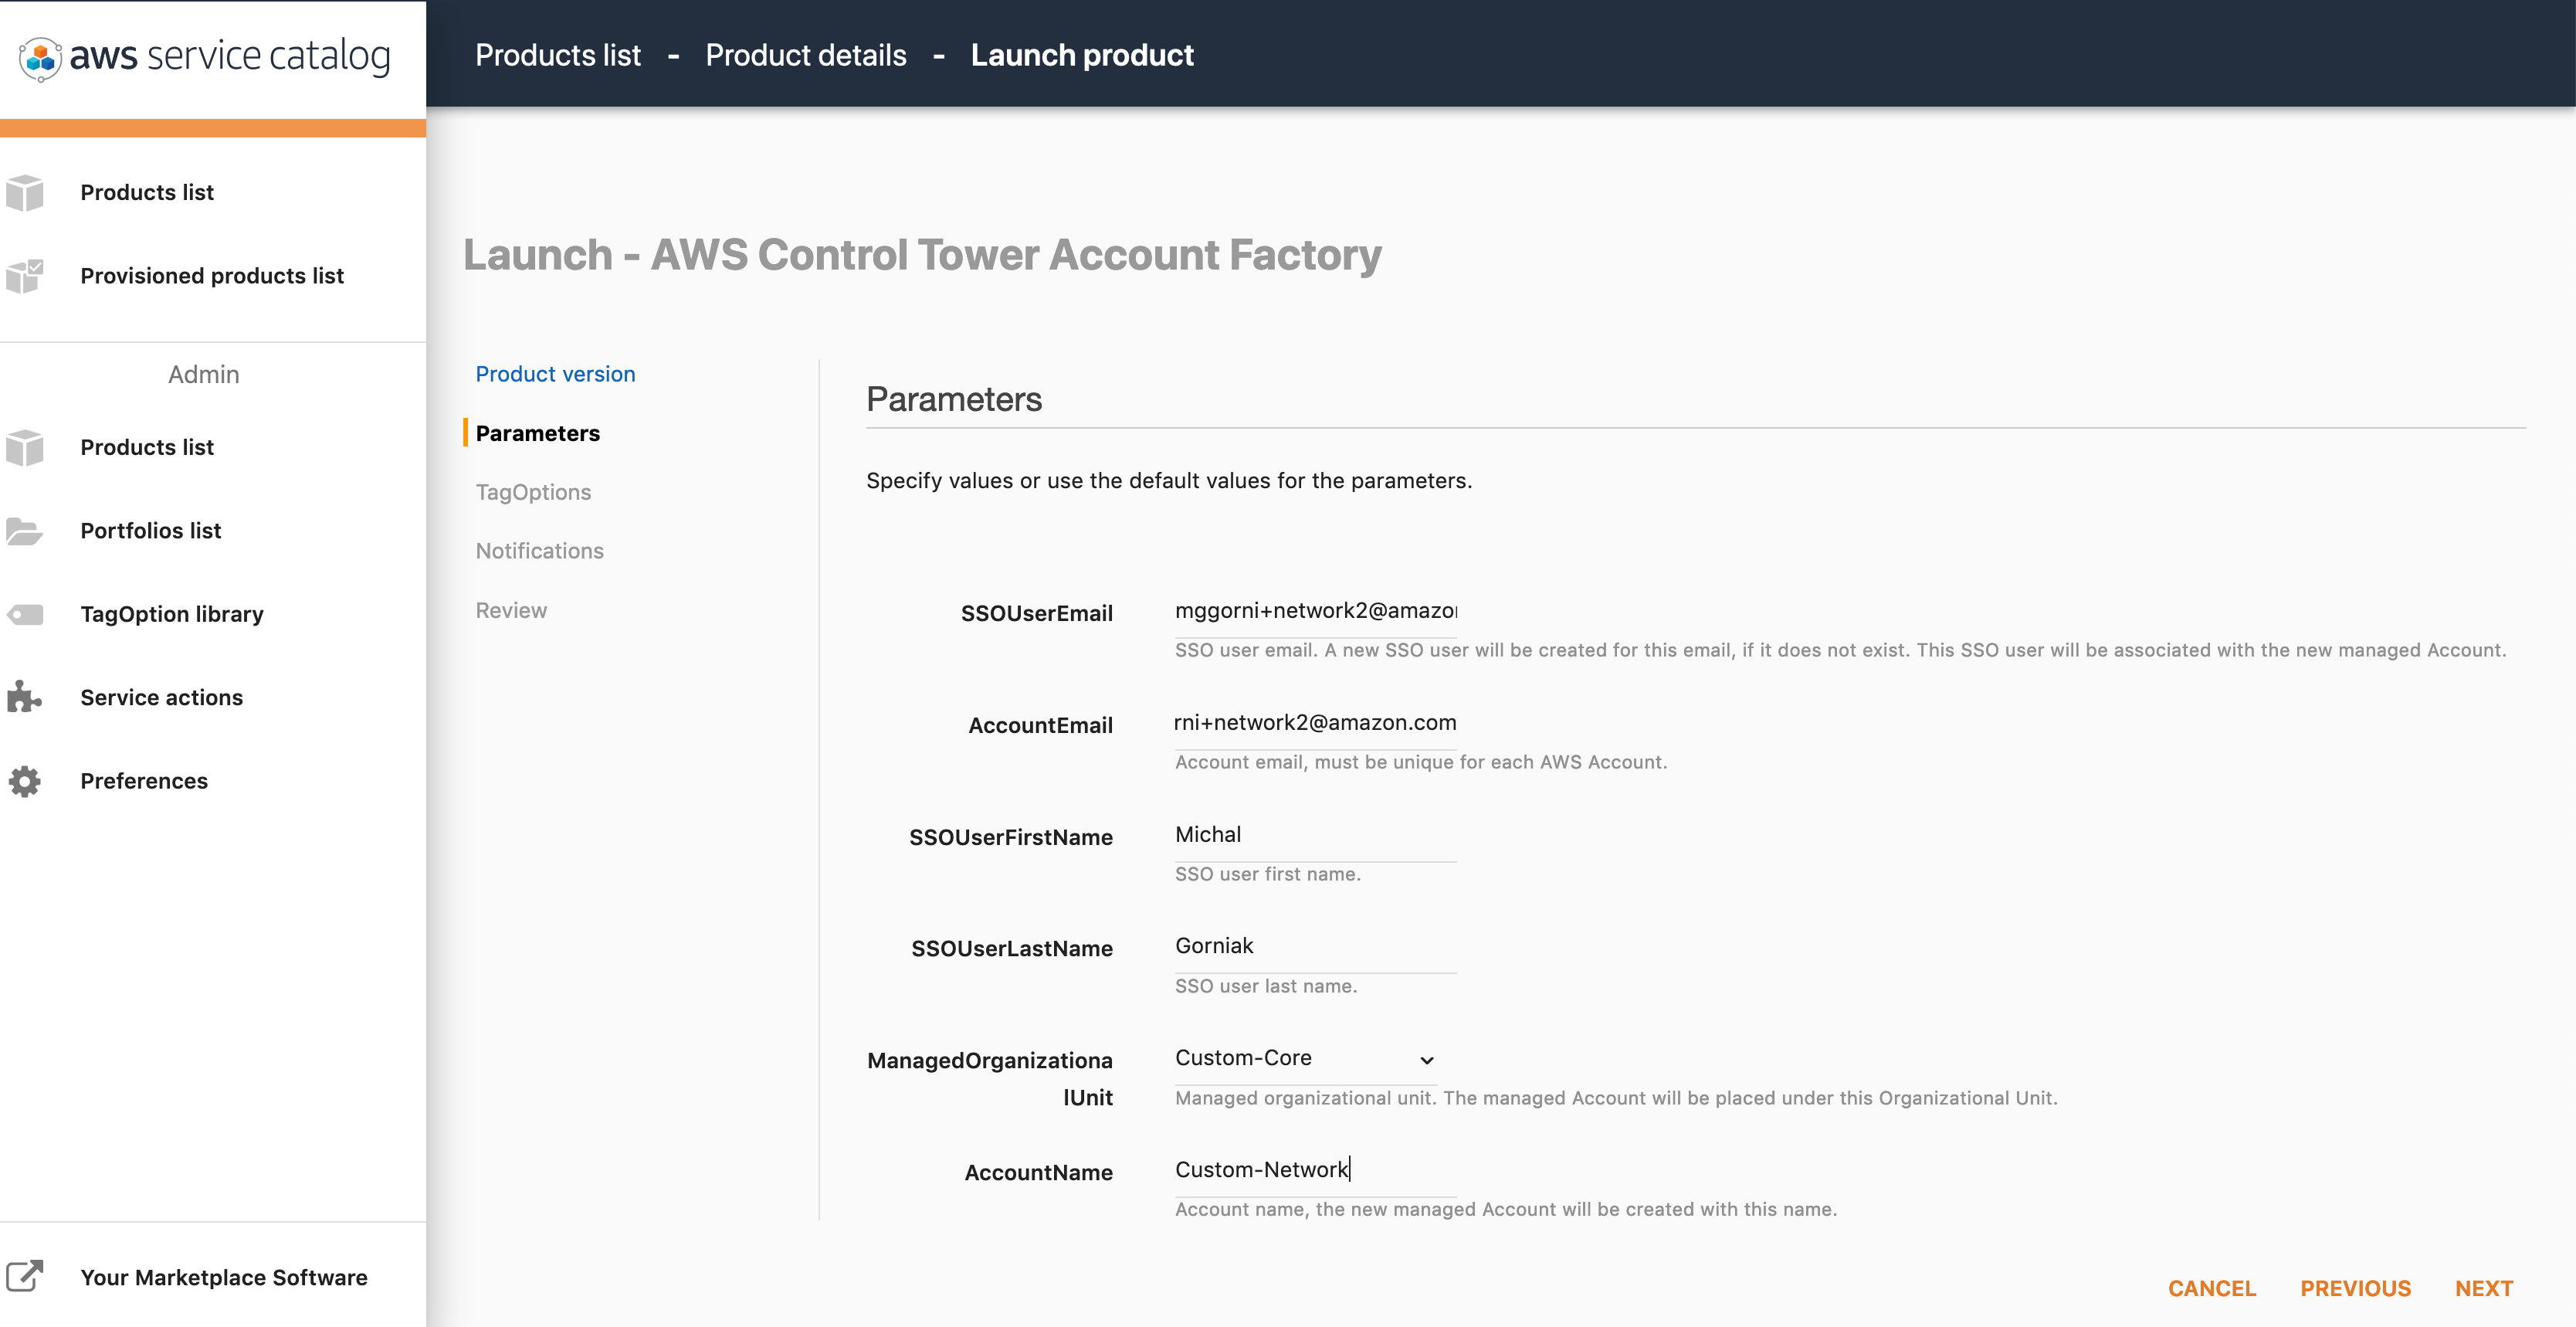 aws service catalog
Products list - Product details - Launch product
Products list
Provisioned products list
Admin
Products list
Portfolios list
TagOption library
Service actions
Preferences
Your Marketplace Software
Launch - AWS Control Tower Account Factory
Product version
Parameters
TagOptions
Notifications
Review
Parameters
Specify values or use the default values for the parameters.
SSOUserEmail mggorni+network2@amazo
SSO user email. A new SSO user will be created for this email, if it does not exist. This SSO user will be associated with the new managed Account.
AccountEmail rni+network2@amazon.com
Account email, must be unique for each AWS Account.
SSOUserFirstName Michal
SSO user first name.
SSOUserLastName Gorniak
SSO user last name.
ManagedOrganizationa Custom-Core
lUnit Managed organizational unit. The managed Account will be placed under this Organizational Unit.
AccountName Custom-Network
Account name, the new managed Account will be created with this name.
CANCEL PREVIOUS NEXT